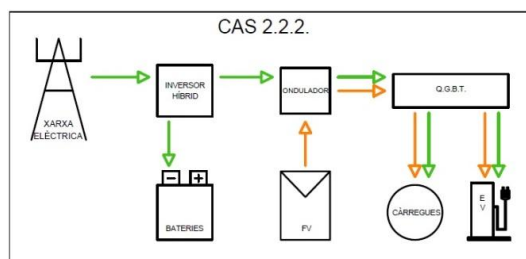 CAS 2.2.2.
XARXA
ELÈCTRICA
INVERSOR
HÍBRID
ONDULADOR
Q.G.B.T.
BATERIES
FV
CÀRREGUES
E
V